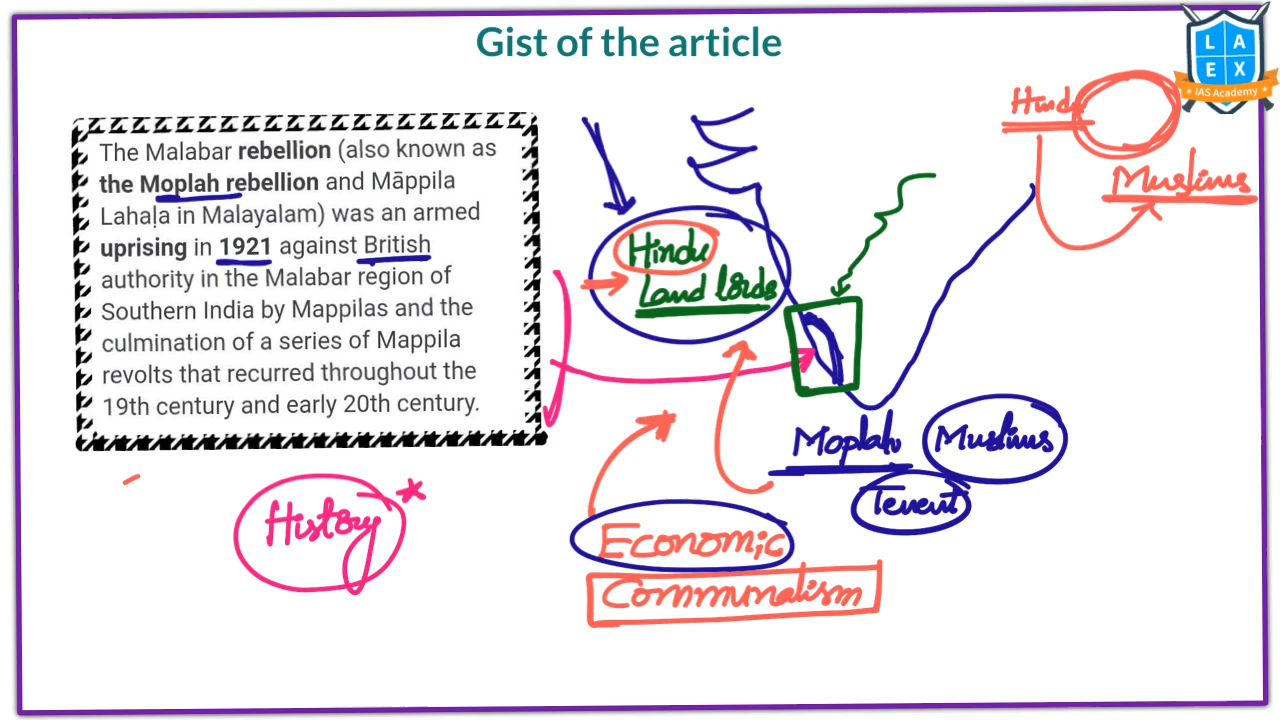 Gist of the article
L A
E X
IAS Academy
The Malabar rebellion (also known as
the Moplah rebellion and Māppila
Lahaḷa in Malayalam) was an armed
uprising in 1921 against British
authority in the Malabar region of
Southern India by Mappilas and the
culmination of a series of Mappila
revolts that recurred throughout the
19th century and early 20th century.
Hindu
Muslims
Hindu
Land lords
Moplah Muslims
Tenent
History
Economic
Communalism